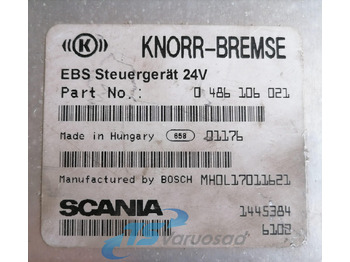 KNORR-BREMSE
EBS Steuergerät 24V
Part No.: 0 486 106 021
Made in Hungary 858 01176
Manufactured by BOSCH MHOL17011621
SCANIA 1445384
6102
Varuosad